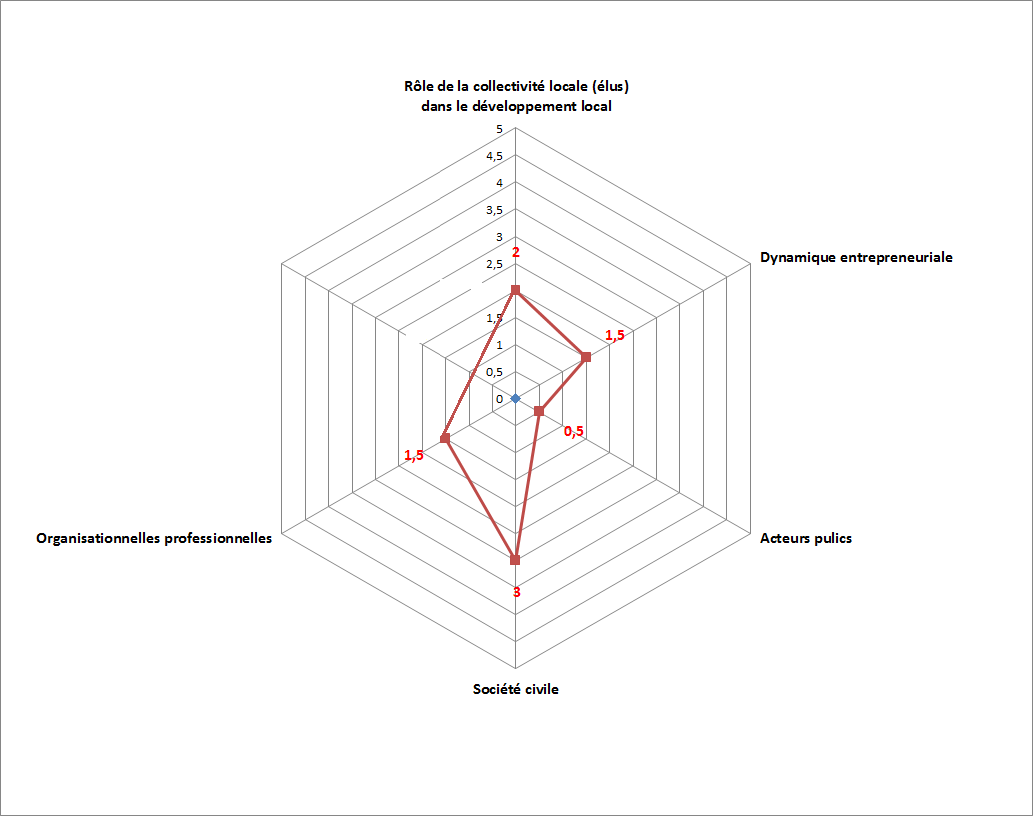 Rôle de la collectivité locale (élus)
dans le développement local
5
4,5
4
3,5
3
2
2,5
Dynamique entrepreneuriale
1,5
1,5
1
0,5
0
0,5
1,5
Organisationnelles professionnelles
Acteurs pulics
3
Société civile